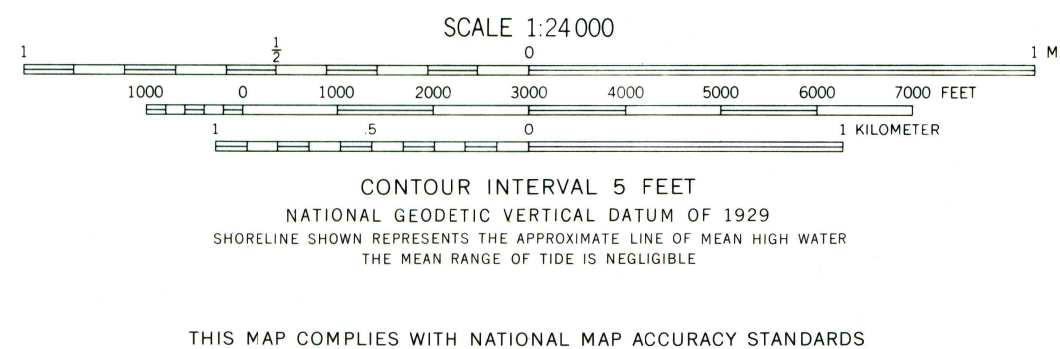 SCALE 1:24 000
1 ½ 0 1 M
1000 0 1000 2000 3000 4000 5000 6000 7000 FEET
1 .5 0 1 KILOMETER
CONTOUR INTERVAL 5 FEET
NATIONAL GEODETIC VERTICAL DATUM OF 1929
SHORELINE SHOWN REPRESENTS THE APPROXIMATE LINE OF MEAN HIGH WATER
THE MEAN RANGE OF TIDE IS NEGLIGIBLE
THIS MAP COMPLIES WITH NATIONAL MAP ACCURACY STANDARDS